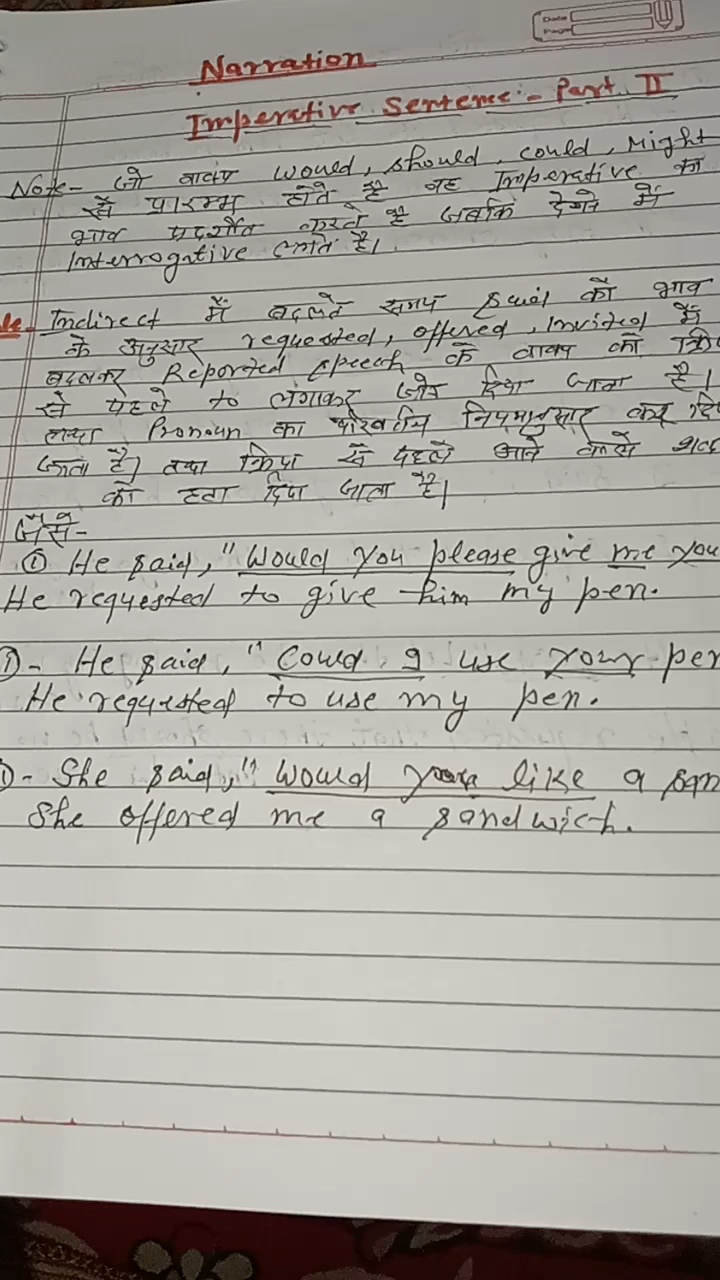 Date
Page
Narration
Imperative Sentence:- Part II
Note- जो वाक्य would, should, could, Might
से प्रारम्भ होते है वह Imperative का
भाव प्रदर्शित करते है जबकि देखने में
Interrogative लगते है।
le. Indirect में बदलते समय said को भाव
के अनुसार requested, offered, invited में
बदलकर Reported speech के वाक्य को क्रि
से पहले to लगाकर जोड़ दिया जाता है।
तथा Pronoun का परिवर्तन नियमानुसार कर दि
जाता है। तथा क्रिया से पहले आने वाले शब्द
को हटा दिया जाता है।
जैसे-
① He said, "Would you please give me you
He requested to give him my pen.
- He said, "Could I use your pen
He requested to use my pen.
- She said," Would you like a san
She offered me a sandwich.